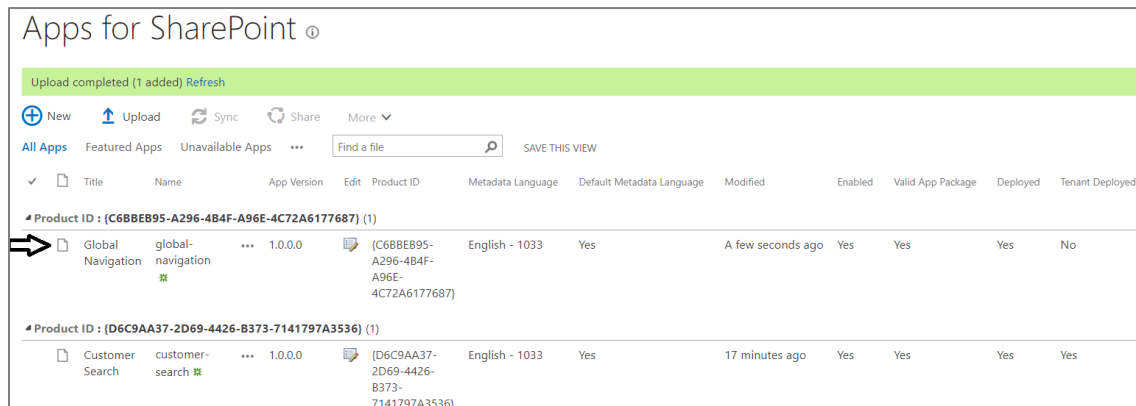 Apps for SharePoint
Upload completed (1 added) Refresh
New Upload Sync Share More
All Apps Featured Apps Unavailable Apps ••• Find a file SAVE THIS VIEW
Title Name App Version Edit Product ID Metadata Language Default Metadata Language Modified Enabled Valid App Package Deployed Tenant Deployed
Product ID : {C6BBEB95-A296-4B4F-A96E-4C72A6177687} (1)
Global global- ••• 1.0.0.0 {C6BBEB95- English - 1033 Yes A few seconds ago Yes Yes Yes No
Navigation navigation A296-4B4F-
A96E-
4C72A6177687}
Product ID : {D6C9AA37-2D69-4426-B373-7141797A3536} (1)
Customer customer- ••• 1.0.0.0 {D6C9AA37- English - 1033 Yes 17 minutes ago Yes Yes Yes Yes
Search search 2D69-4426-
B373-
7141797A3536}